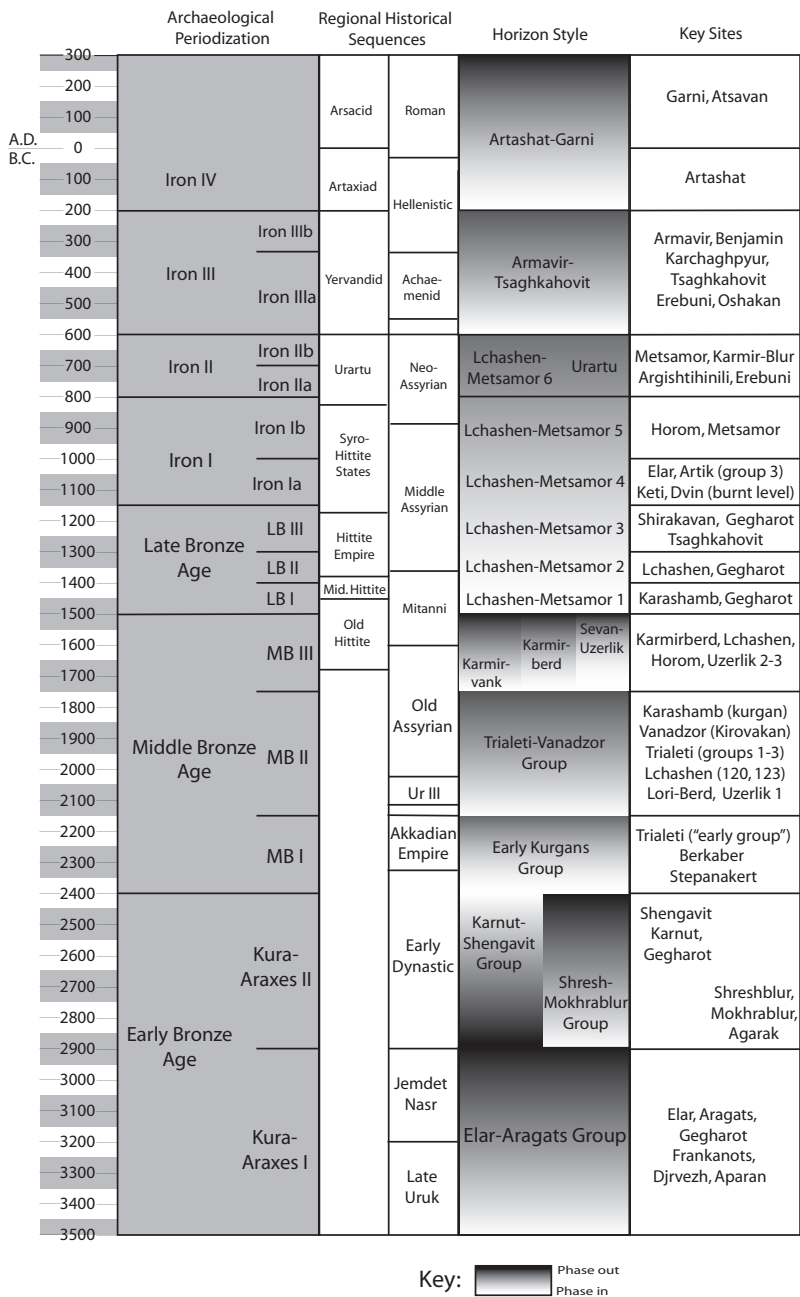 Archaeological
Periodization
Regional Historical
Sequences
Horizon Style
Key Sites
300
200
100
A.D.
0
B.C.
100
200
300
400
500
600
700
800
900
1000
1100
1200
1300
1400
1500
1600
1700
1800
1900
2000
2100
2200
2300
2400
2500
2600
2700
2800
2900
3000
3100
3200
3300
3400
3500
Iron IV
Iron III
Iron IIIb
Iron IIIa
Iron II
Iron IIb
Iron IIa
Iron I
Iron Ib
Iron Ia
Late Bronze
Age
LB III
LB II
LB I
Middle Bronze
Age
MB III
MB II
MB I
Early Bronze
Age
Kura-
Araxes II
Kura-
Araxes I
Arsacid
Artaxiad
Yervandid
Urartu
Syro-
Hittite
States
Hittite
Empire
Mid. Hittite
Old
Hittite
Roman
Hellenistic
Achae-
menid
Neo-
Assyrian
Middle
Assyrian
Mitanni
Old
Assyrian
Ur III
Akkadian
Empire
Early
Dynastic
Jemdet
Nasr
Late
Uruk
Artashat-Garni
Armavir-
Tsaghkahovit
Lchashen-
Metsamor 6
Urartu
Lchashen-Metsamor 5
Lchashen-Metsamor 4
Lchashen-Metsamor 3
Lchashen-Metsamor 2
Lchashen-Metsamor 1
Karmir-
vank
Karmir-
berd
Sevan-
Uzerlik
Trialeti-Vanadzor
Group
Early Kurgans
Group
Karnut-
Shengavit
Group
Shresh-
Mokhrablur
Group
Elar-Aragats Group
Garni, Atsavan
Artashat
Armavir, Benjamin
Karchaghpyur,
Tsaghkahovit
Erebuni, Oshakan
Metsamor, Karmir-Blur
Argishtihinili, Erebuni
Horom, Metsamor
Elar, Artik (group 3)
Keti, Dvin (burnt level)
Shirakavan, Gegharot
Tsaghkahovit
Lchashen, Gegharot
Karashamb, Gegharot
Karmirberd, Lchashen,
Horom, Uzerlik 2-3
Karashamb (kurgan)
Vanadzor (Kirovakan)
Trialeti (groups 1-3)
Lchashen (120, 123)
Lori-Berd, Uzerlik 1
Trialeti (“early group”)
Berkaber
Stepanakert
Shengavit
Karnut,
Gegharot
Shreshblur,
Mokhrablur,
Agarak
Elar, Aragats,
Gegharot
Frankanots,
Djrvezh, Aparan
Key:
Phase out
Phase in